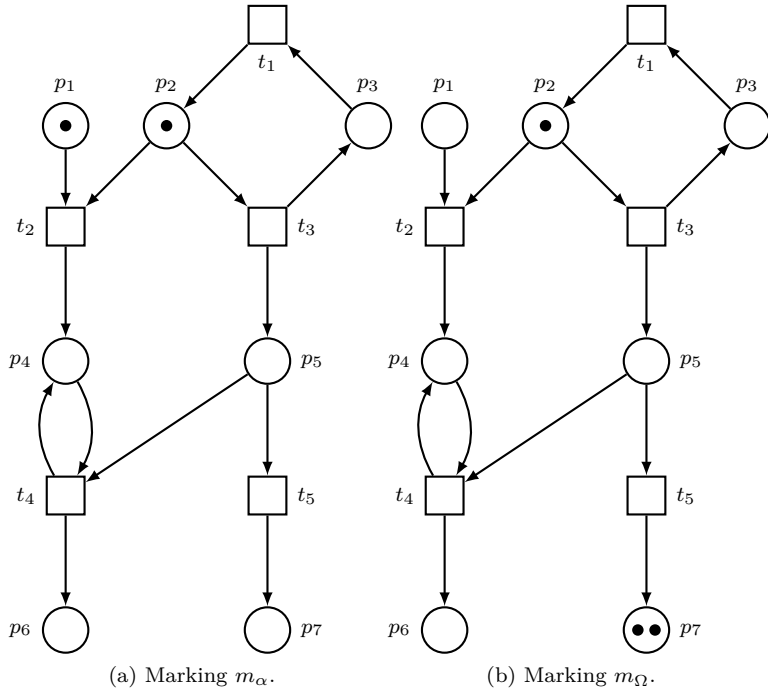 t1 t1
p1 p2 p3 p1 p2 p3
t2 t3 t2 t3
p4 p5 p4 p5
t4 t5 t4 t5
p6 p7 p6 p7
(a) Marking mα. (b) Marking mΩ.